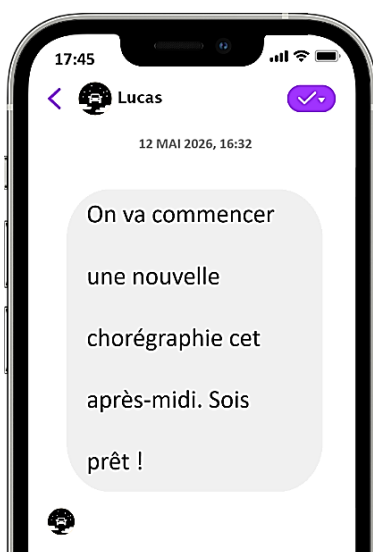 17:45
Lucas
12 MAI 2026, 16:32
On va commencer
une nouvelle
chorégraphie cet
après-midi. Sois
prêt !